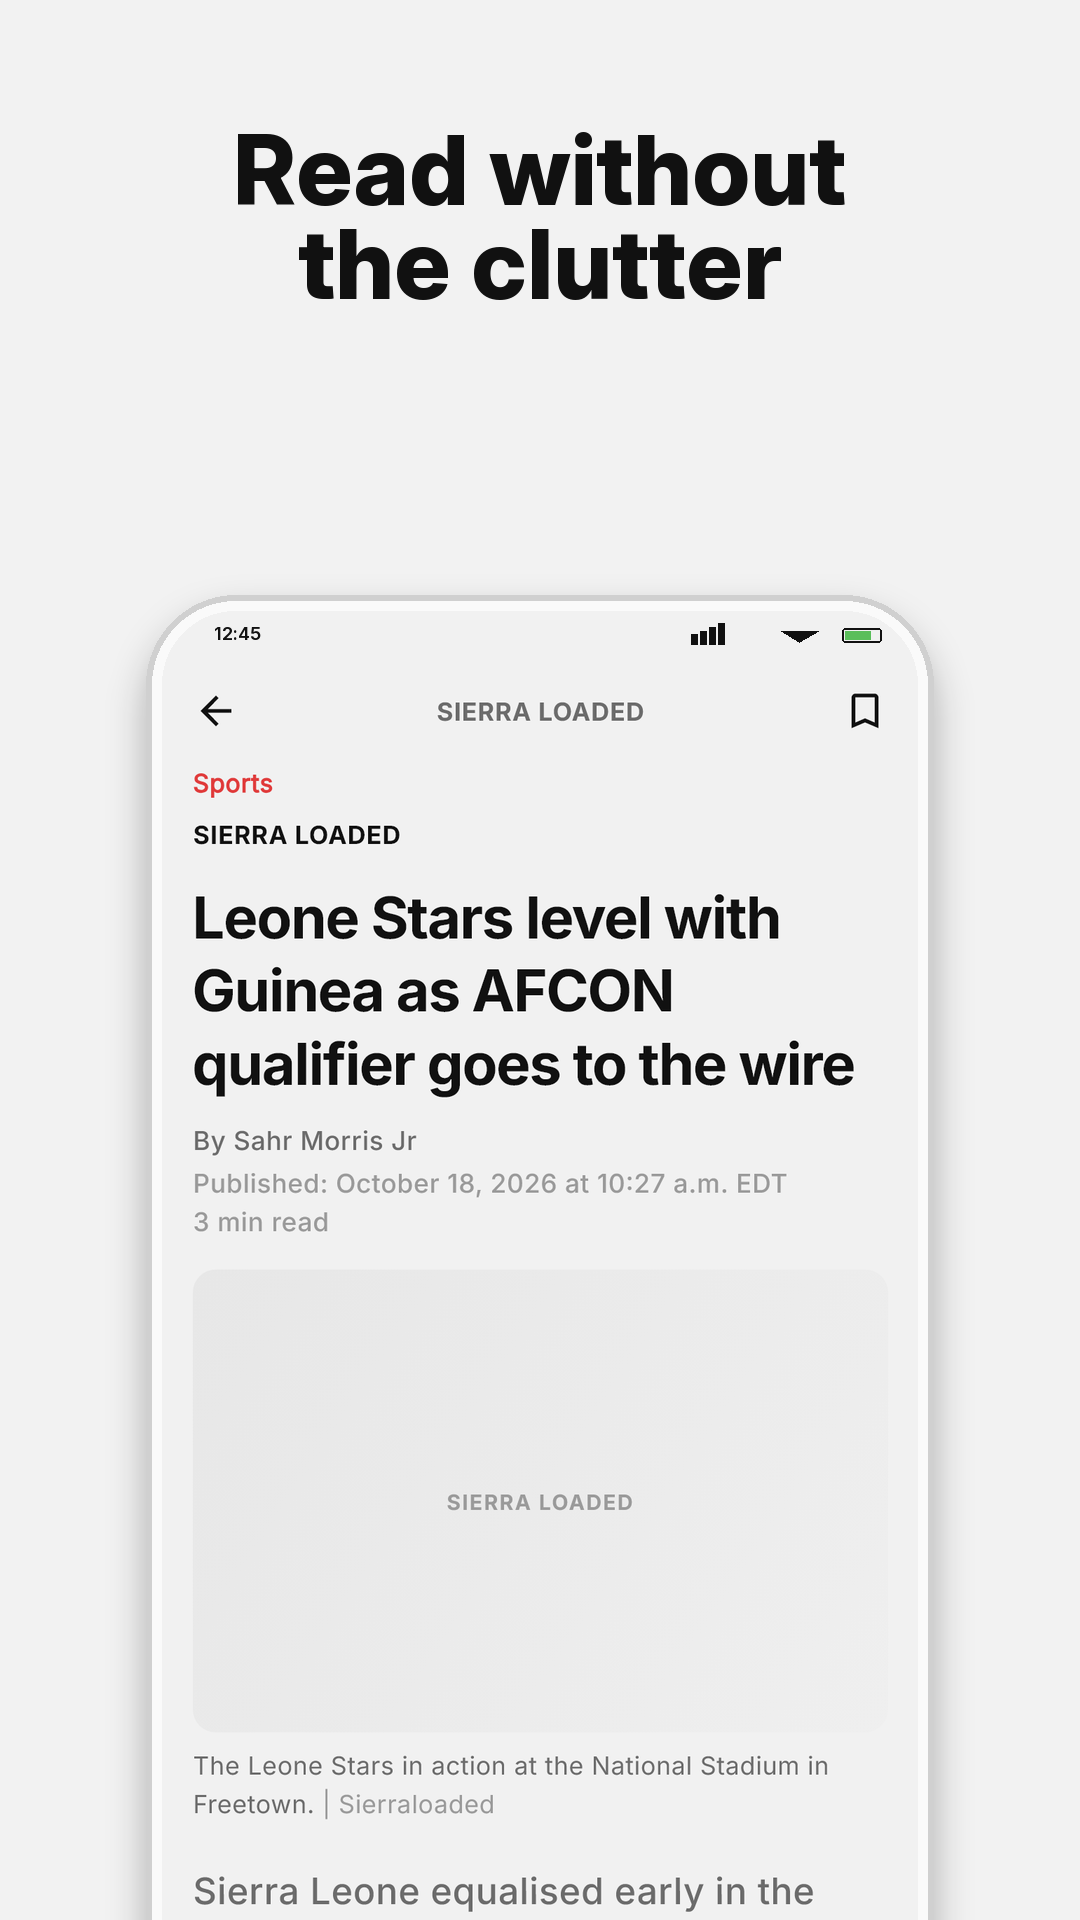 Read without
the clutter
12:45
SIERRA LOADED
Sports
SIERRA LOADED
Leone Stars level with
Guinea as AFCON
qualifier goes to the wire
By Sahr Morris Jr
Published: October 18, 2026 at 10:27 a.m. EDT
3 min read
SIERRA LOADED
The Leone Stars in action at the National Stadium in
Freetown. | Sierraloaded
Sierra Leone equalised early in the